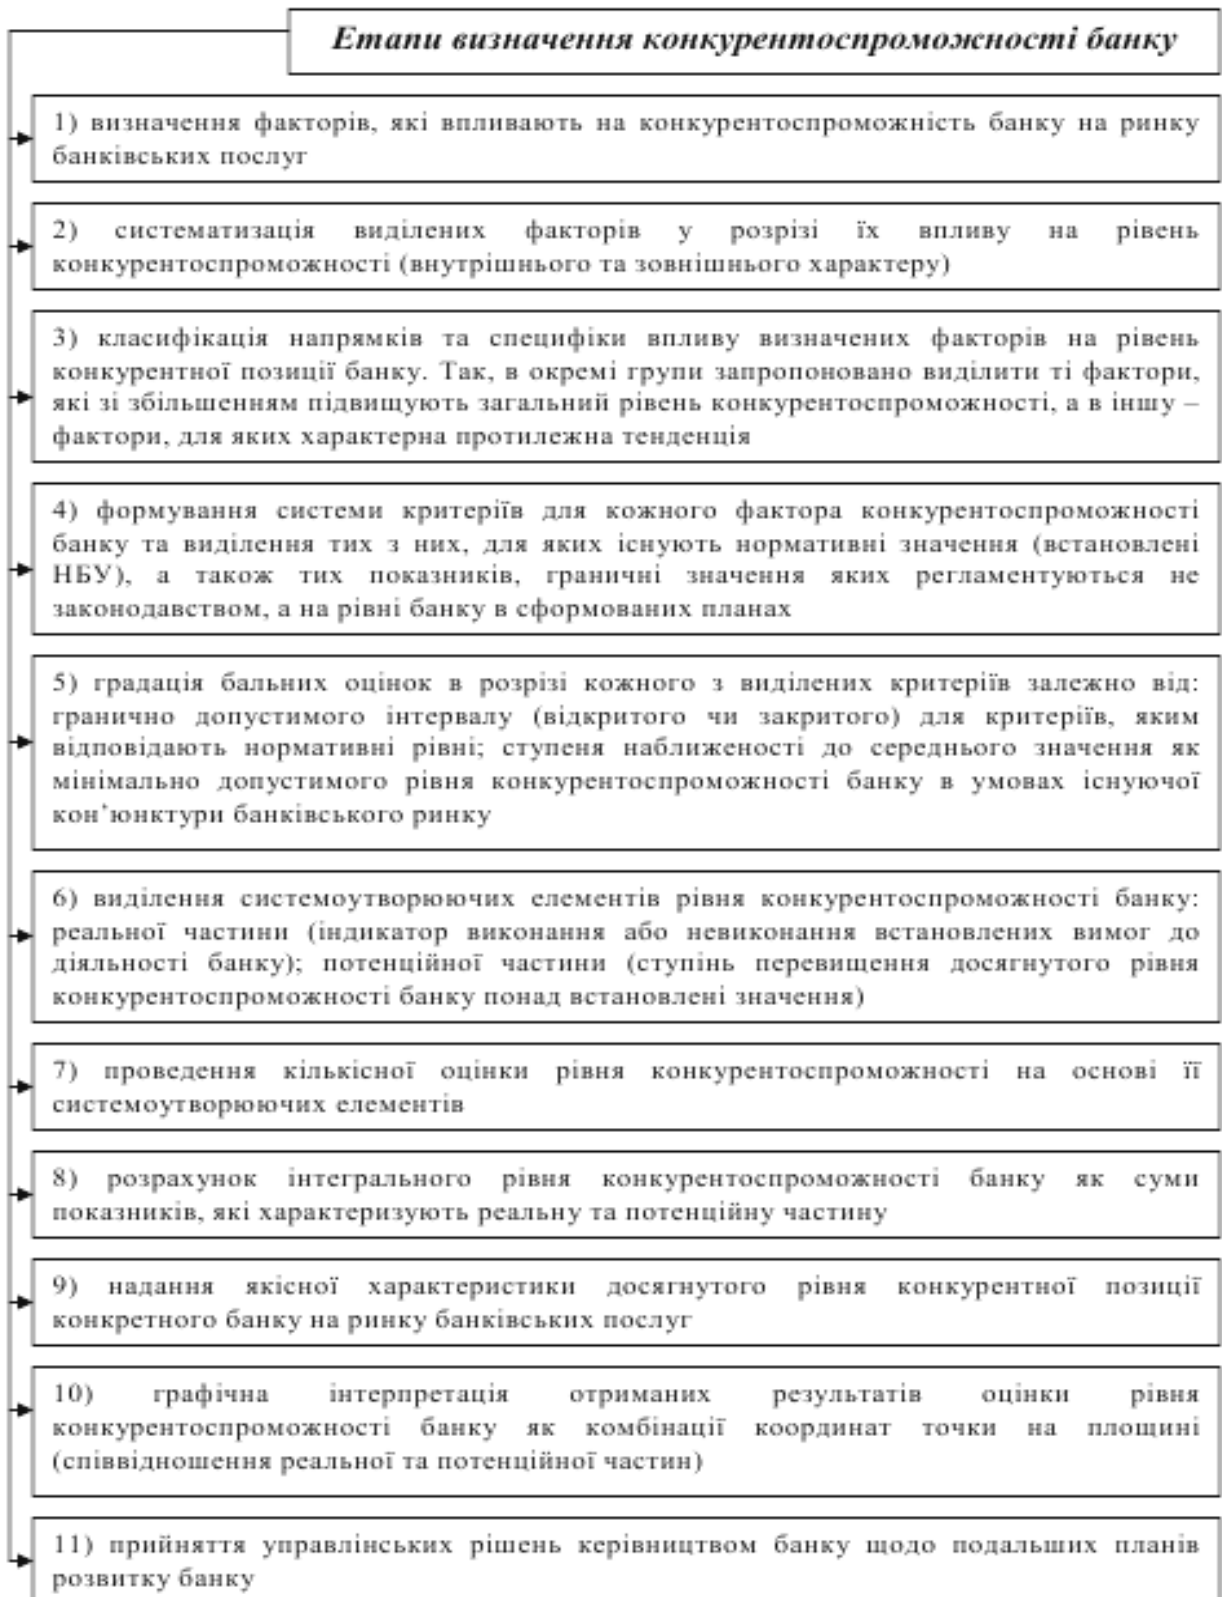 Етапи визначення конкурентоспроможності банку
1) визначення факторів, які впливають на конкурентоспроможність банку на ринку
банківських послуг
2) систематизація виділених факторів у розрізі їх впливу на рівень
конкурентоспроможності (внутрішнього та зовнішнього характеру)
3) класифікація напрямків та специфіки впливу визначених факторів на рівень
конкурентної позиції банку. Так, в окремі групи запропоновано виділити ті фактори,
які зі збільшенням підвищують загальний рівень конкурентоспроможності, а в іншу –
фактори, для яких характерна протилежна тенденція
4) формування системи критеріїв для кожного фактора конкурентоспроможності
банку та виділення тих з них, для яких існують нормативні значення (встановлені
НБУ), а також тих показників, граничні значення яких регламентуються не
законодавством, а на рівні банку в сформованих планах
5) градація бальних оцінок в розрізі кожного з виділених критеріїв залежно від:
гранично допустимого інтервалу (відкритого чи закритого) для критеріїв, яким
відповідають нормативні рівні; ступеня наближеності до середнього значення як
мінімально допустимого рівня конкурентоспроможності банку в умовах існуючої
кон’юнктури банківського ринку
6) виділення системоутворюючих елементів рівня конкурентоспроможності банку:
реальної частини (індикатор виконання або невиконання встановлених вимог до
діяльності банку); потенційної частини (ступінь перевищення досягнутого рівня
конкурентоспроможності банку понад встановлені значення)
7) проведення кількісної оцінки рівня конкурентоспроможності на основі її
системоутворюючих елементів
8) розрахунок інтегрального рівня конкурентоспроможності банку як суми
показників, які характеризують реальну та потенційну частину
9) надання якісної характеристики досягнутого рівня конкурентної позиції
конкретного банку на ринку банківських послуг
10) графічна інтерпретація отриманих результатів оцінки рівня
конкурентоспроможності банку як комбінації координат точки на площині
(співвідношення реальної та потенційної частин)
11) прийняття управлінських рішень керівництвом банку щодо подальших планів
розвитку банку